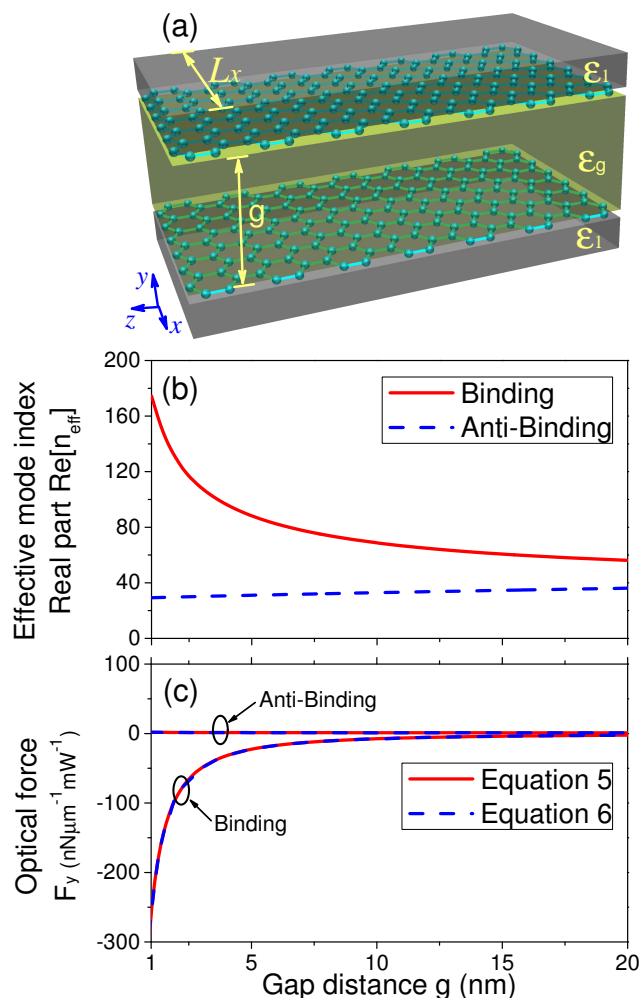 (a)
Lx
ε1
εg
g
ε1
y
z
x
200
160
120
80
40
0
Effective mode index
Real part Re[neff]
(b)
Binding
Anti-Binding
100
0
-100
-200
-300
Optical force
Fy (nNμm-1mW-1)
(c)
Anti-Binding
Binding
Equation 5
Equation 6
1
5
10
15
20
Gap distance g (nm)